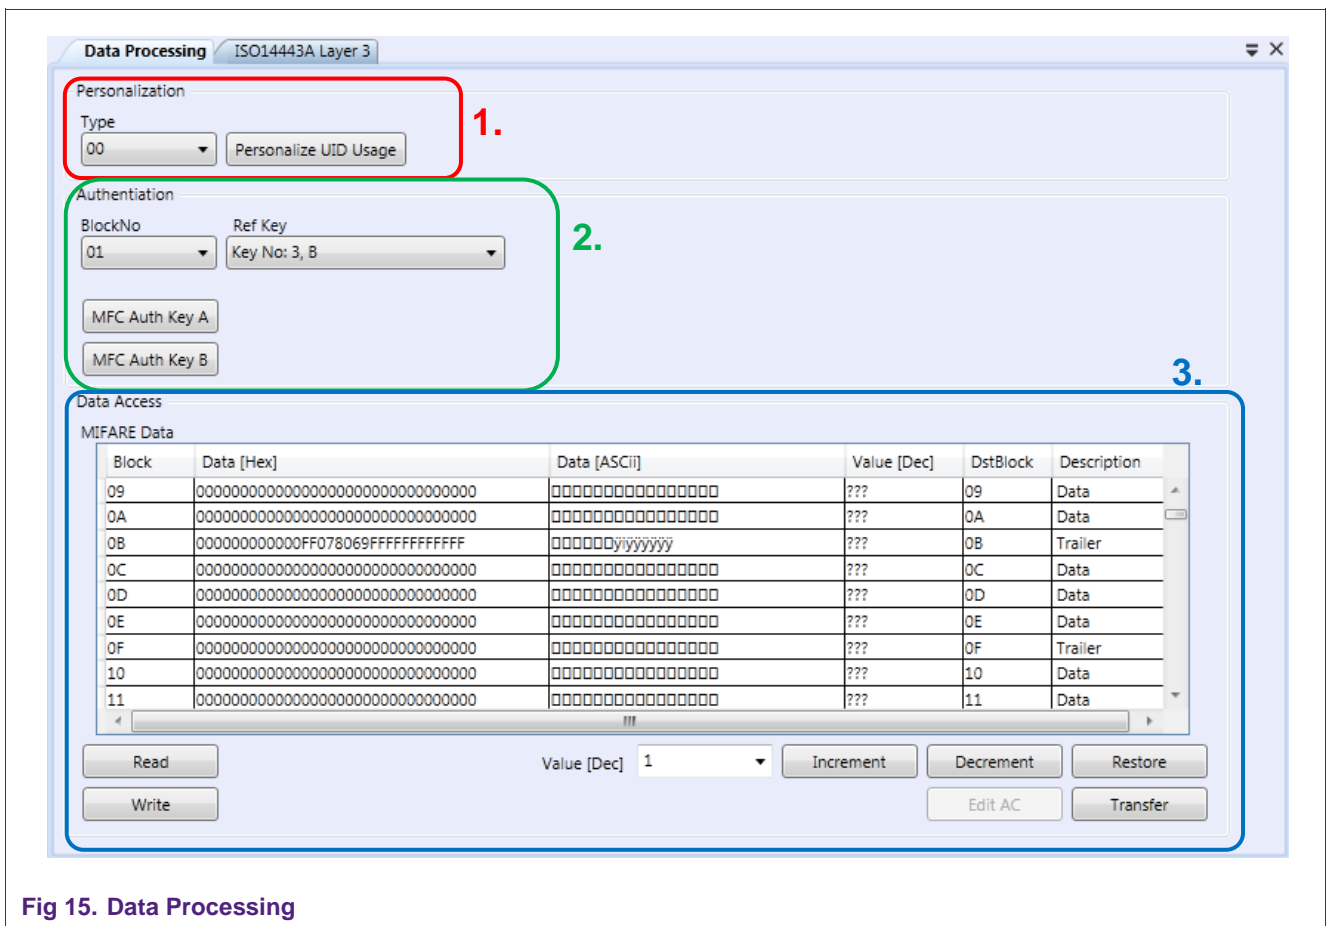 Data Processing ISO14443A Layer 3
Personalization
1.
Type
00 Personalize UID Usage
Authentiation
BlockNo Ref Key
2.
01 Key No: 3, B
MFC Auth Key A
MFC Auth Key B
3.
Data Access
MIFARE Data
Block Data [Hex] Data [ASCii] Value [Dec] DstBlock Description
09 00000000000000000000000000000000 □□□□□□□□□□□□□□□□ ??? 09 Data
0A 00000000000000000000000000000000 □□□□□□□□□□□□□□□□ ??? 0A Data
0B 000000000000FF078069FFFFFFFFFFFF □□□□□□ÿiÿÿÿÿÿÿ ??? 0B Trailer
0C 00000000000000000000000000000000 □□□□□□□□□□□□□□□□ ??? 0C Data
0D 00000000000000000000000000000000 □□□□□□□□□□□□□□□□ ??? 0D Data
0E 00000000000000000000000000000000 □□□□□□□□□□□□□□□□ ??? 0E Data
0F 00000000000000000000000000000000 □□□□□□□□□□□□□□□□ ??? 0F Trailer
10 00000000000000000000000000000000 □□□□□□□□□□□□□□□□ ??? 10 Data
11 00000000000000000000000000000000 □□□□□□□□□□□□□□□□ ??? 11 Data
Read Value [Dec] 1 Increment Decrement Restore
Write Edit AC Transfer
Fig 15. Data Processing